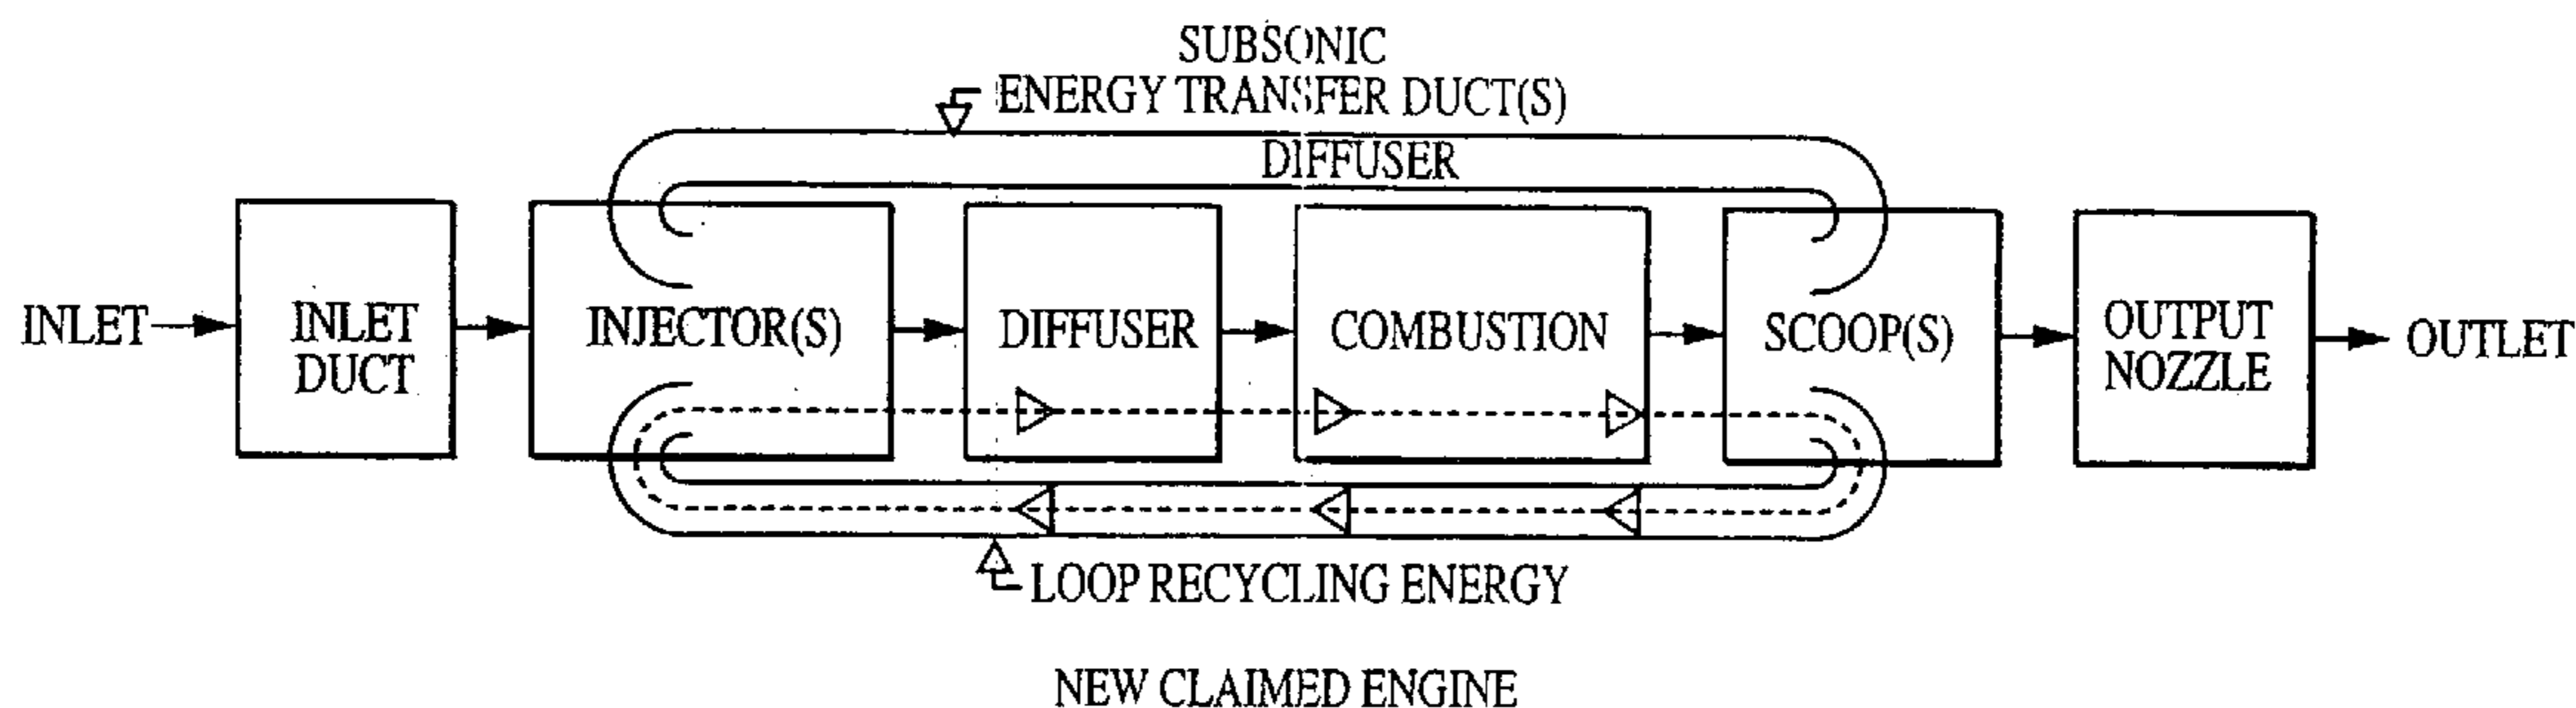 SUBSONIC
ENERGY TRANSFER DUCT(S)
DIFFUSER
INLET
INLET
DUCT
INJECTOR(S)
DIFFUSER
COMBUSTION
SCOOP(S)
OUTPUT
NOZZLE
OUTLET
LOOP RECYCLING ENERGY
NEW CLAIMED ENGINE